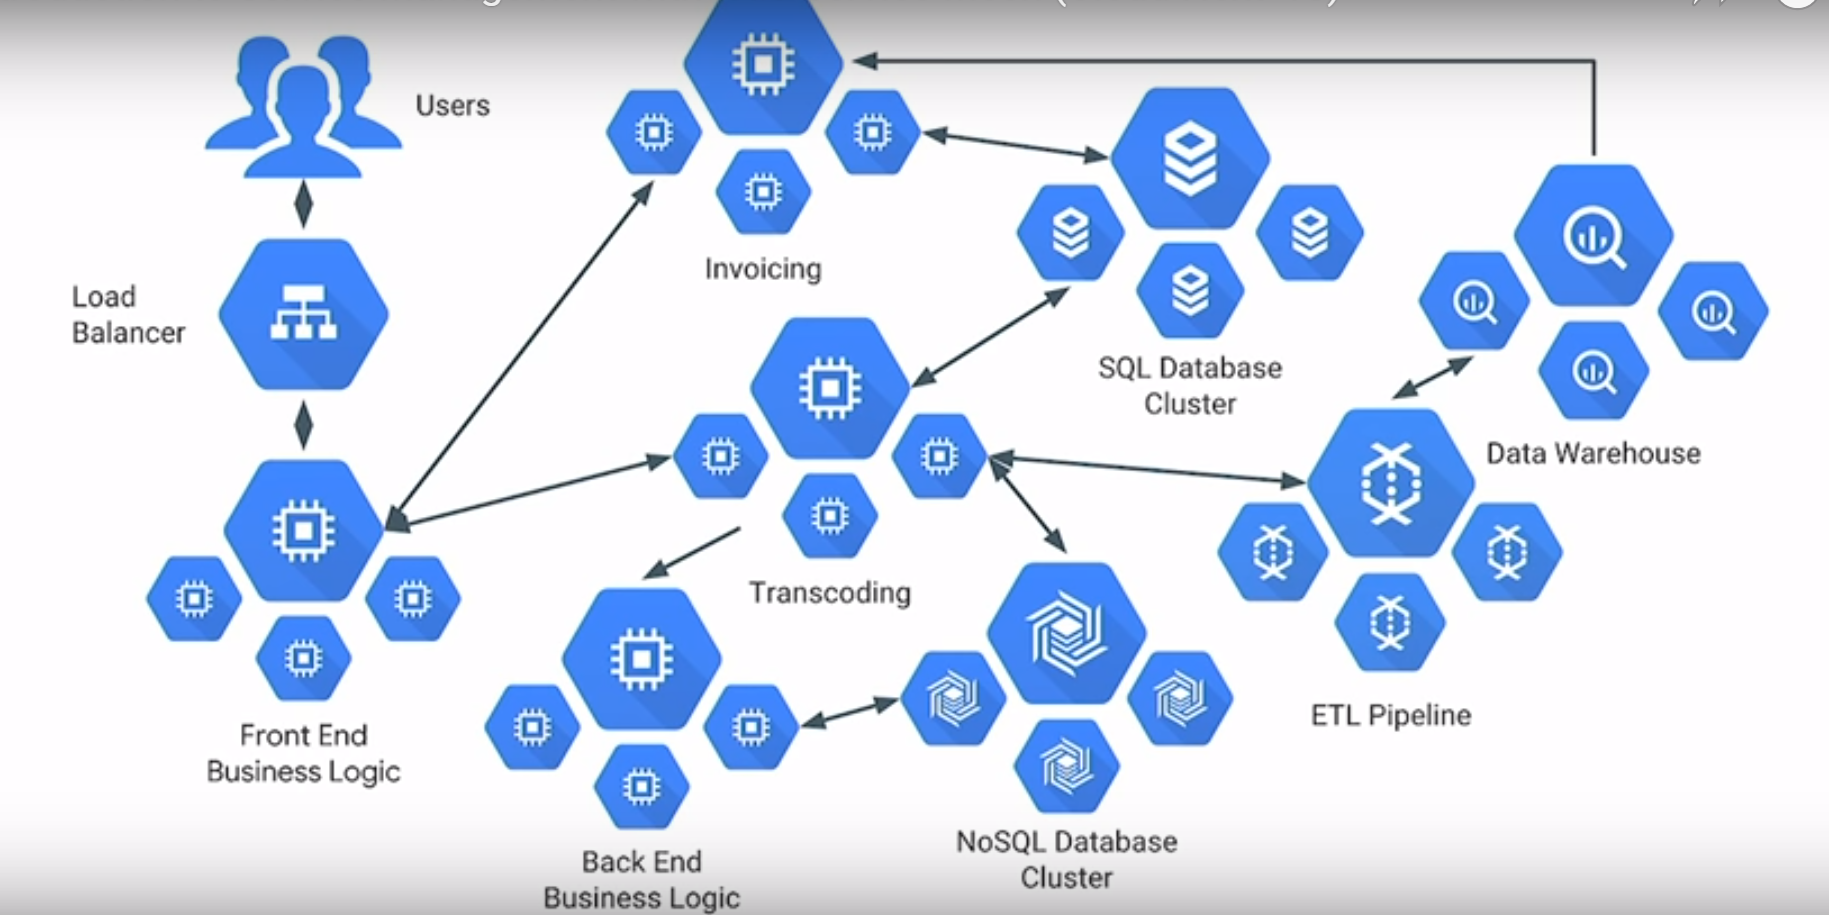 Users
Load
Balancer
Invoicing
SQL Database
Cluster
Data Warehouse
Transcoding
ETL Pipeline
Front End
Business Logic
NoSQL Database
Cluster
Back End
Business Logic